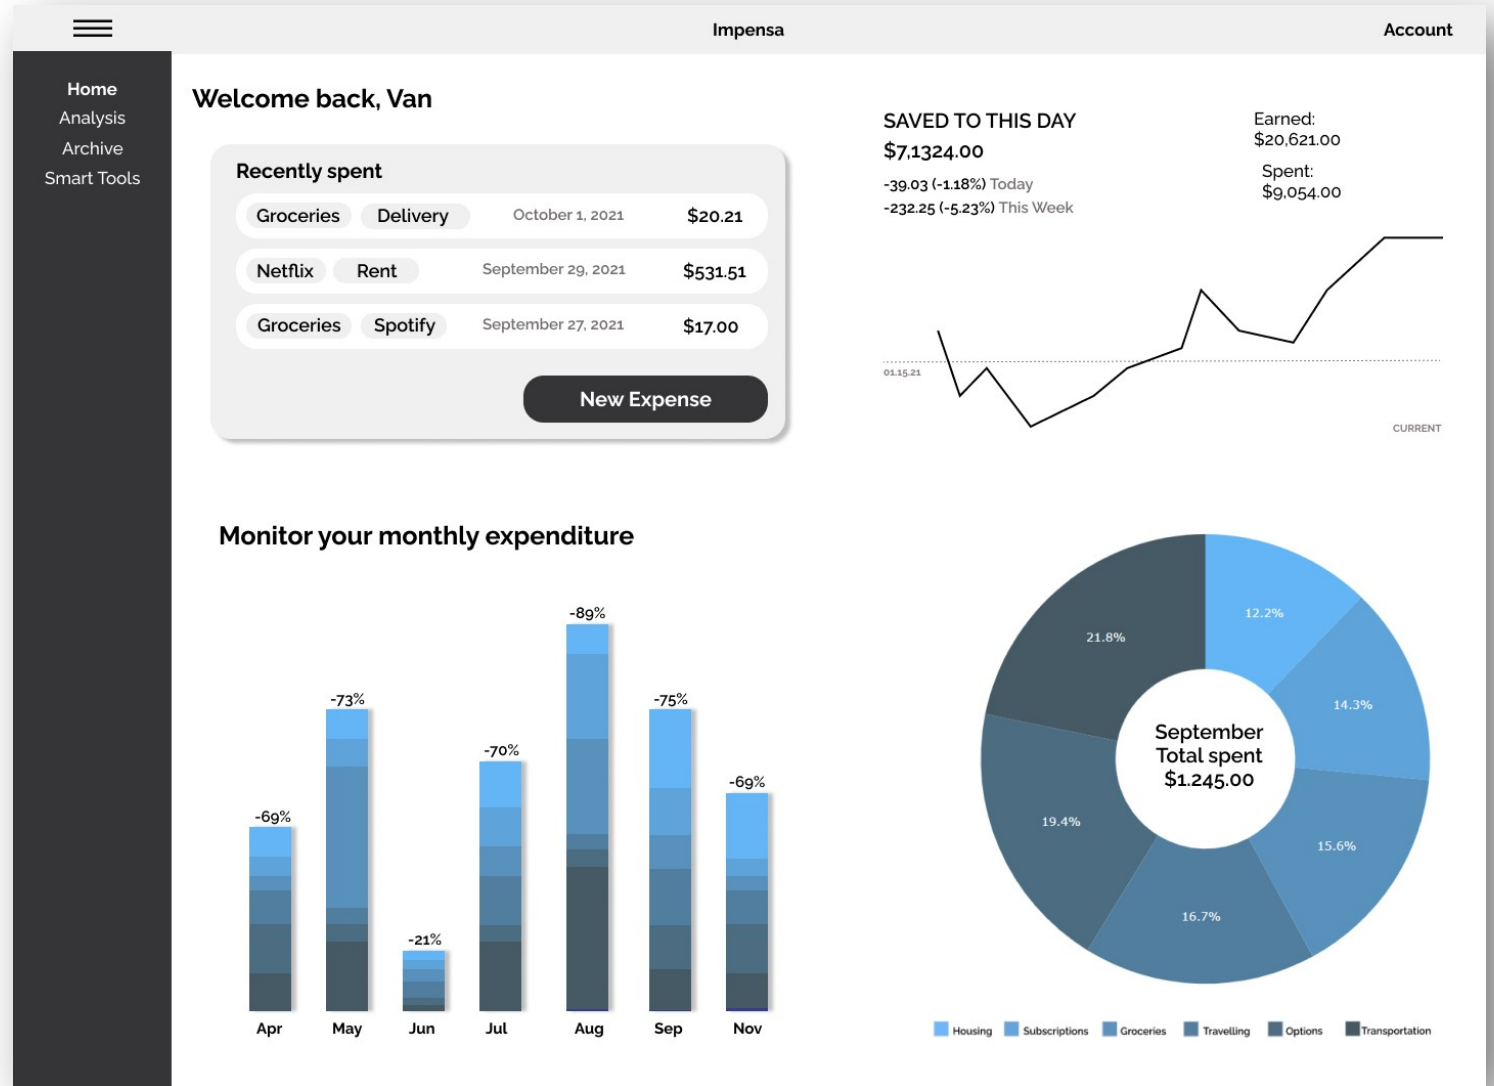 Impensa
Account
Home
Analysis
Archive
Smart Tools
Welcome back, Van
Recently spent
Groceries Delivery October 1, 2021 $20.21
Netflix Rent September 29, 2021 $531.51
Groceries Spotify September 27, 2021 $17.00
New Expense
SAVED TO THIS DAY
$7,1324.00
-39.03 (-1.18%) Today
-232.25 (-5.23%) This Week
Earned:
$20,621.00
Spent:
$9,054.00
01.15.21
CURRENT
Monitor your monthly expenditure
-69%
-73%
-21%
-70%
-89%
-75%
-69%
Apr May Jun Jul Aug Sep Nov
12.2%
14.3%
15.6%
16.7%
19.4%
21.8%
September
Total spent
$1.245.00
Housing Subscriptions Groceries Travelling Options Transportation